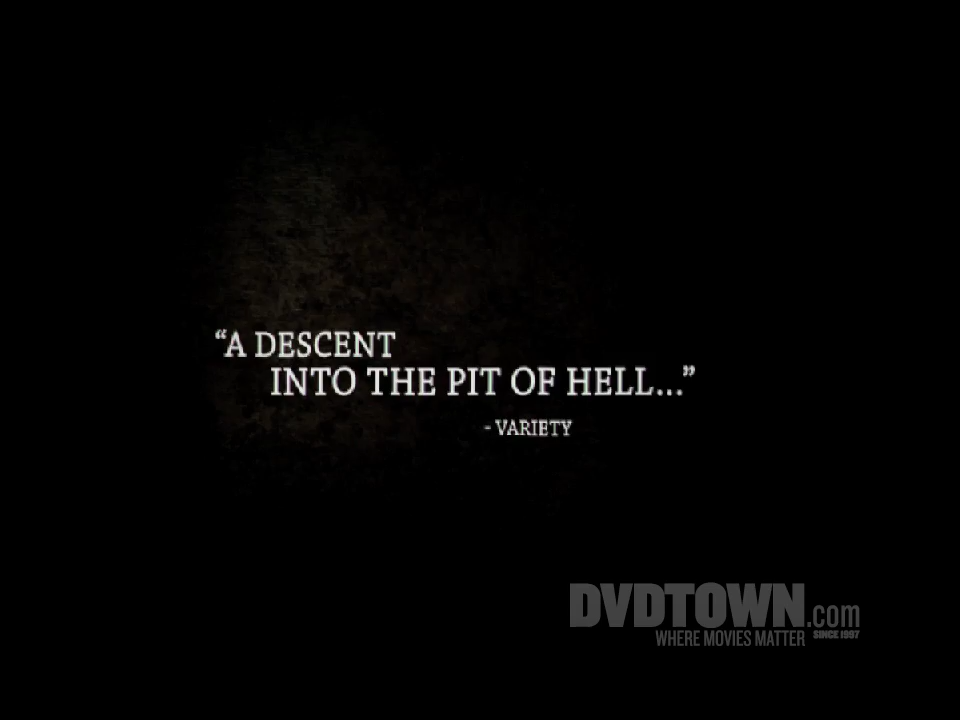 “A DESCENT
INTO THE PIT OF HELL...”
- VARIETY
DVDTOWN.com
WHERE MOVIES MATTER SINCE 1997